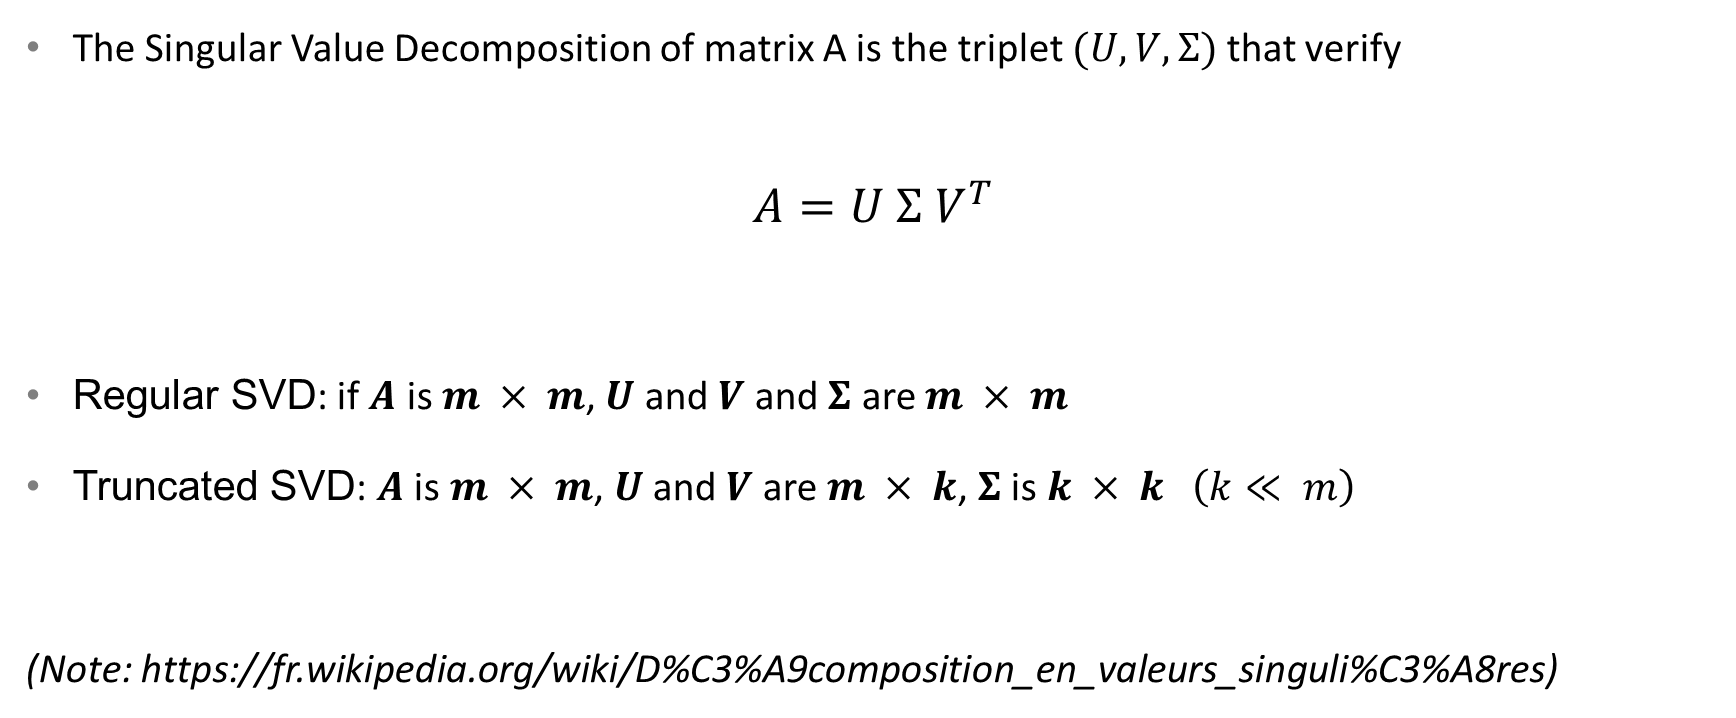 • The Singular Value Decomposition of matrix A is the triplet (U, V, Σ) that verify
A = U Σ Vᵀ
• Regular SVD: if A is m × m, U and V and Σ are m × m
• Truncated SVD: A is m × m, U and V are m × k, Σ is k × k (k ≪ m)
(Note: https://fr.wikipedia.org/wiki/D%C3%A9composition_en_valeurs_singuli%C3%A8res)